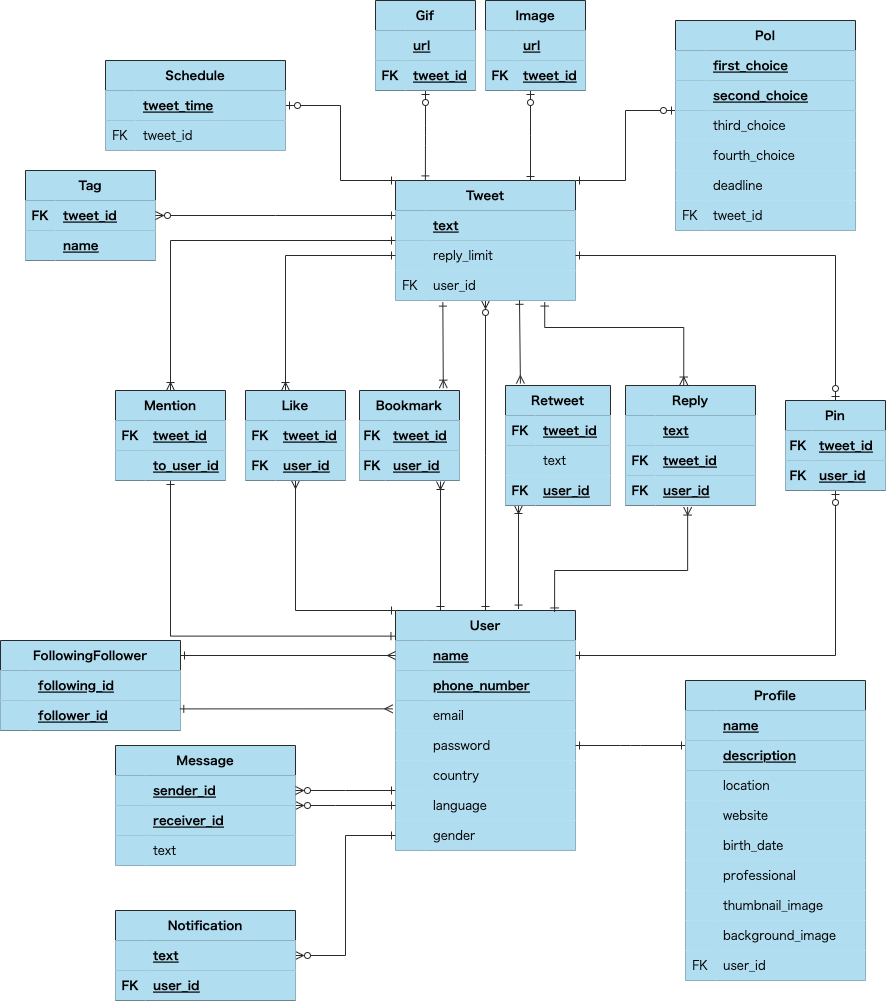 Gif
url
FK tweet_id
Image
url
FK tweet_id
Pol
first_choice
second_choice
third_choice
fourth_choice
deadline
FK tweet_id
Schedule
tweet_time
FK tweet_id
Tag
FK tweet_id
name
Tweet
text
reply_limit
FK user_id
Mention
FK tweet_id
to_user_id
Like
FK tweet_id
FK user_id
Bookmark
FK tweet_id
FK user_id
Retweet
FK tweet_id
text
FK user_id
Reply
text
FK tweet_id
FK user_id
Pin
FK tweet_id
FK user_id
User
name
phone_number
email
password
country
language
gender
FollowingFollower
following_id
follower_id
Profile
name
description
location
website
birth_date
professional
thumbnail_image
background_image
FK user_id
Message
sender_id
receiver_id
text
Notification
text
FK user_id